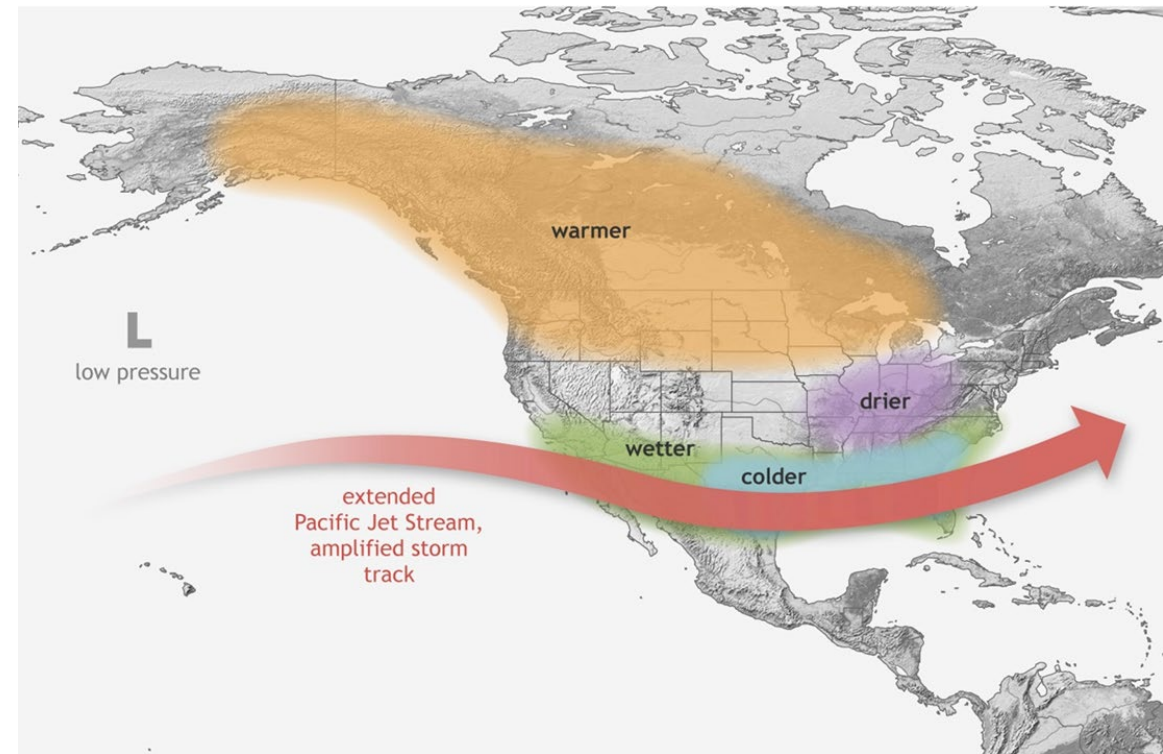 warmer
L
low pressure
drier
wetter
colder
extended
Pacific Jet Stream,
amplified storm
track